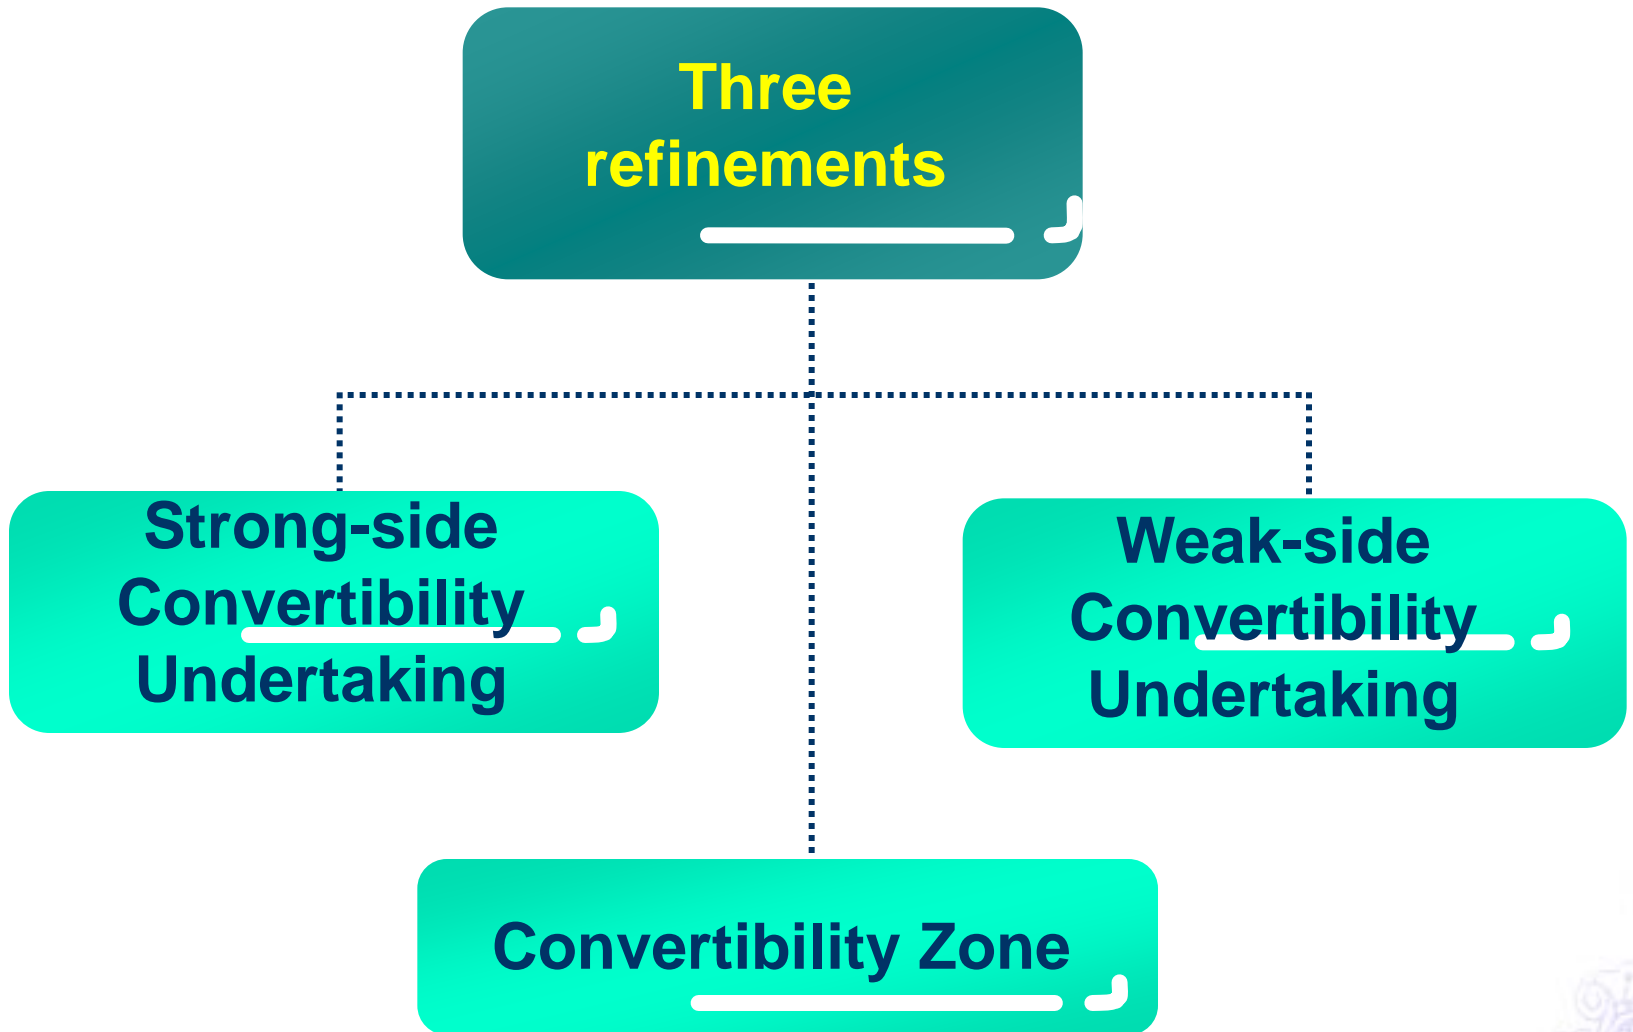 Three
refinements
Strong-side
Convertibility
Undertaking
Weak-side
Convertibility
Undertaking
Convertibility Zone